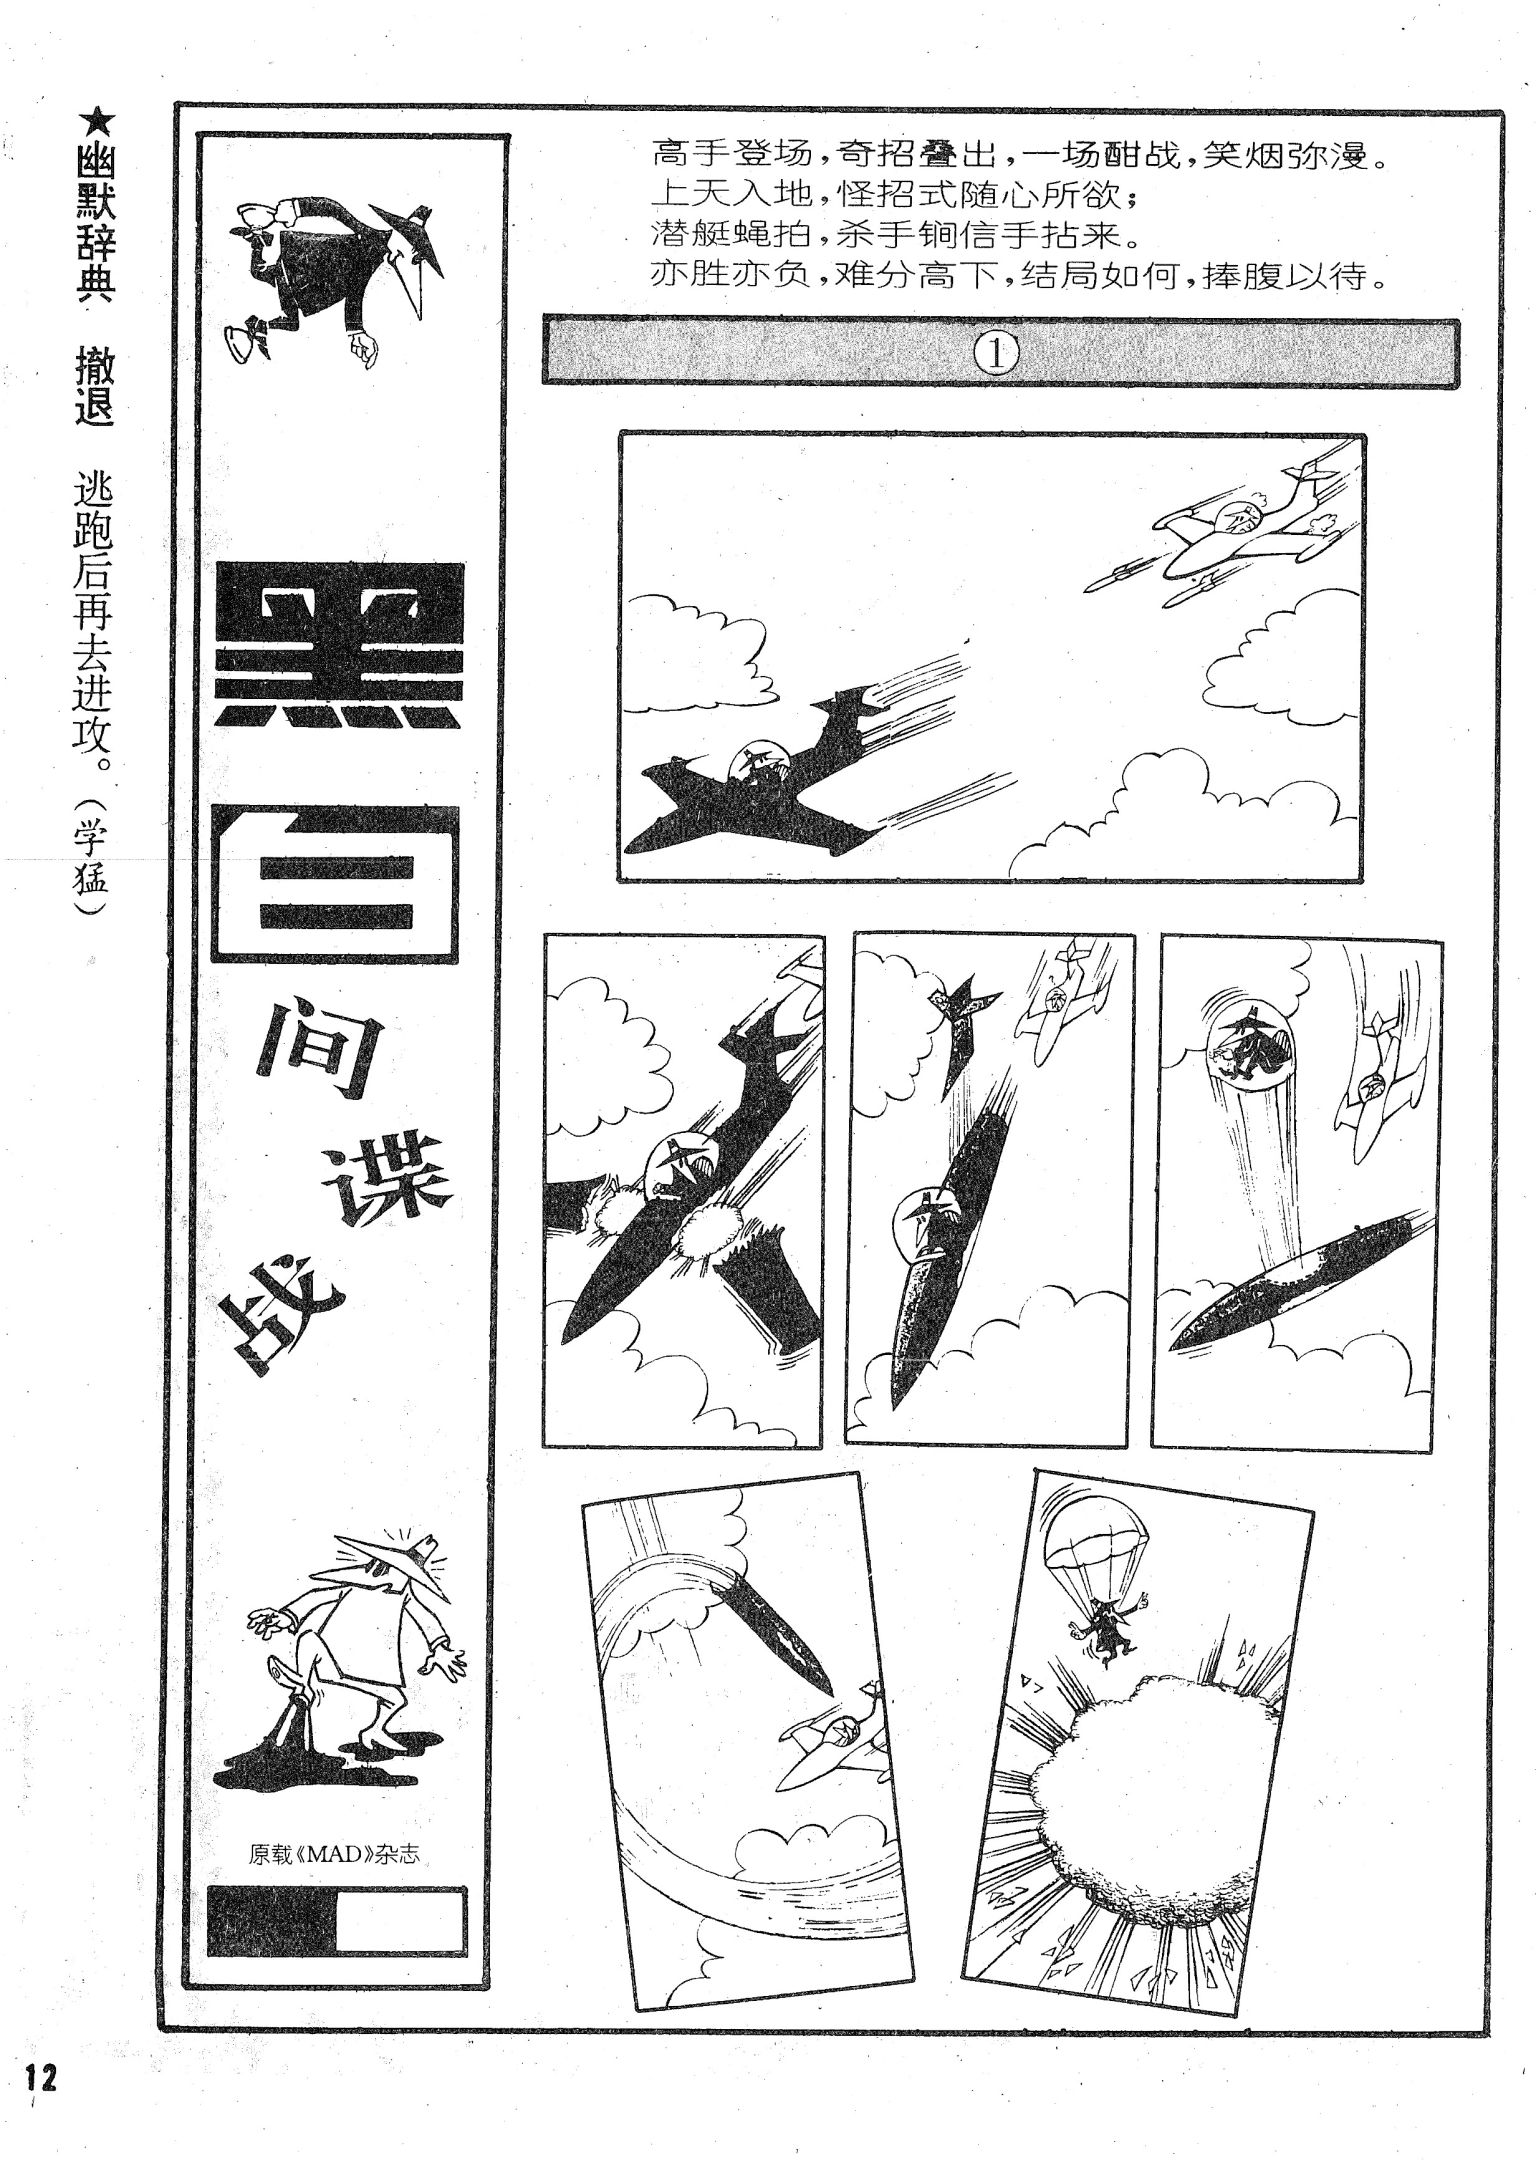 ★幽默辞典 撤退 逃跑后再去进攻。(学猛)
黑白间谍战
原载《MAD》杂志
高手登场,奇招叠出,一场酣战,笑烟弥漫。
上天入地,怪招式随心所欲;
潜艇蝇拍,杀手锏信手拈来。
亦胜亦负,难分高下,结局如何,捧腹以待。
①
12